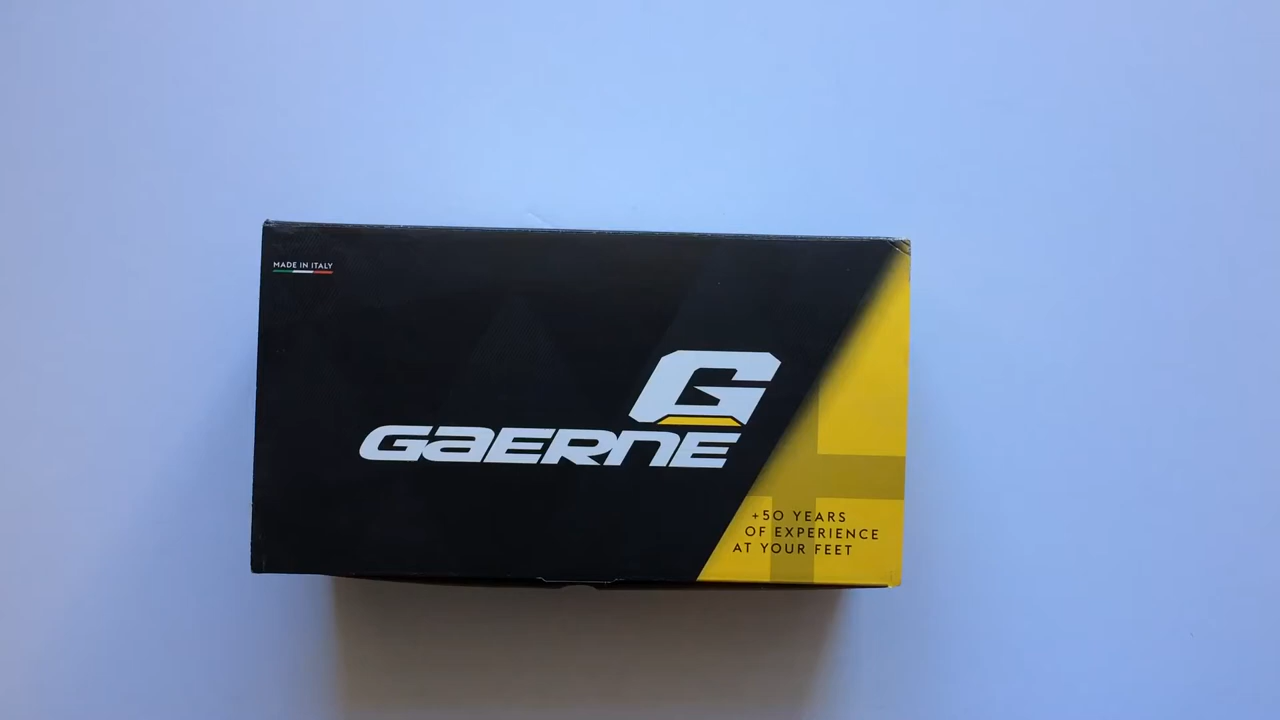 MADE IN ITALY
G
GAERNE
+50 YEARS
OF EXPERIENCE
AT YOUR FEET